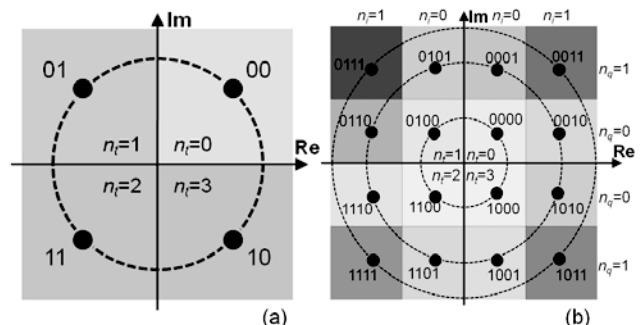 Im
01 00
n_t=1 n_t=0
Re
n_t=2 n_t=3
11 10
(a)
n_i=1 n_i=0 Im n_i=0 n_i=1
0111 0101 0001 0011 n_q=1
0110 0100 0000 0010 n_q=0
n_t=1 n_t=0 Re
n_t=2 n_t=3
1110 1100 1000 1010 n_q=0
1111 1101 1001 1011 n_q=1
(b)